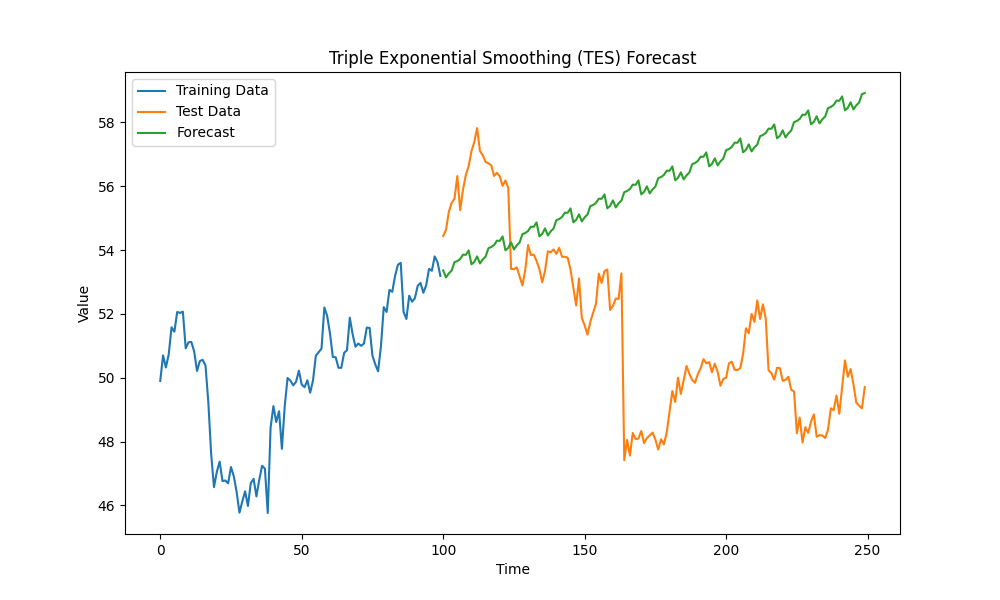 Triple Exponential Smoothing (TES) Forecast
Training Data
Test Data
Forecast
Value
58
56
54
52
50
48
46
0
50
100
150
200
250
Time